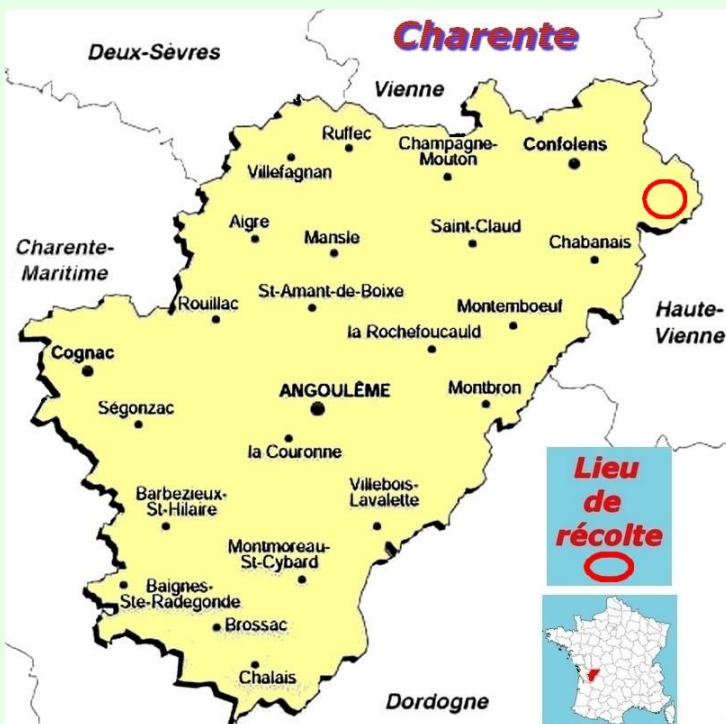 Charente
Deux-Sèvres
Vienne
Ruffec
Villefagnan
Champagne-
Mouton
Confolens
Aigre
Mansle
Saint-Claud
Chabanais
Charente-
Maritime
Rouillac
St-Amant-de-Boixe
Montemboeuf
Haute-
Vienne
la Rochefoucauld
Cognac
ANGOULÊME
Montbron
Ségonzac
la Couronne
Lieu
de
récolte
Barbezieux-
St-Hilaire
Villebois-
Lavalette
Montmoreau-
St-Cybard
Baignes-
Ste-Radegonde
Brossac
Chalais
Dordogne